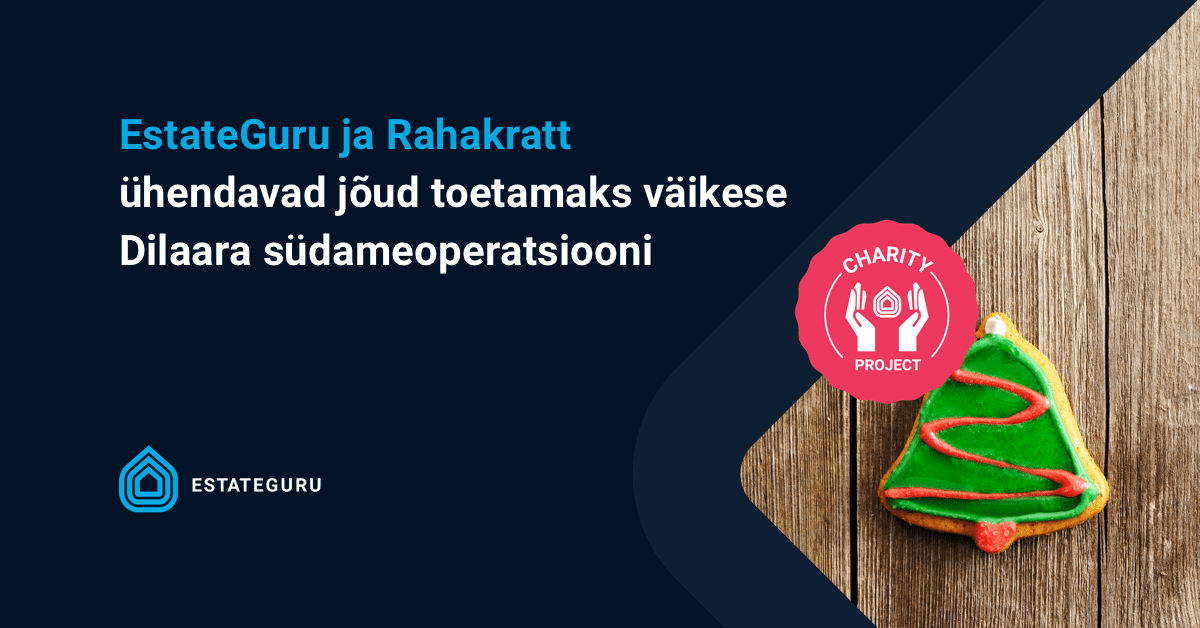 EstateGuru ja Rahakratt
ühendavad jõud toetamaks väikese
Dilaara südameoperatsiooni
CHARITY
PROJECT
ESTATEGURU